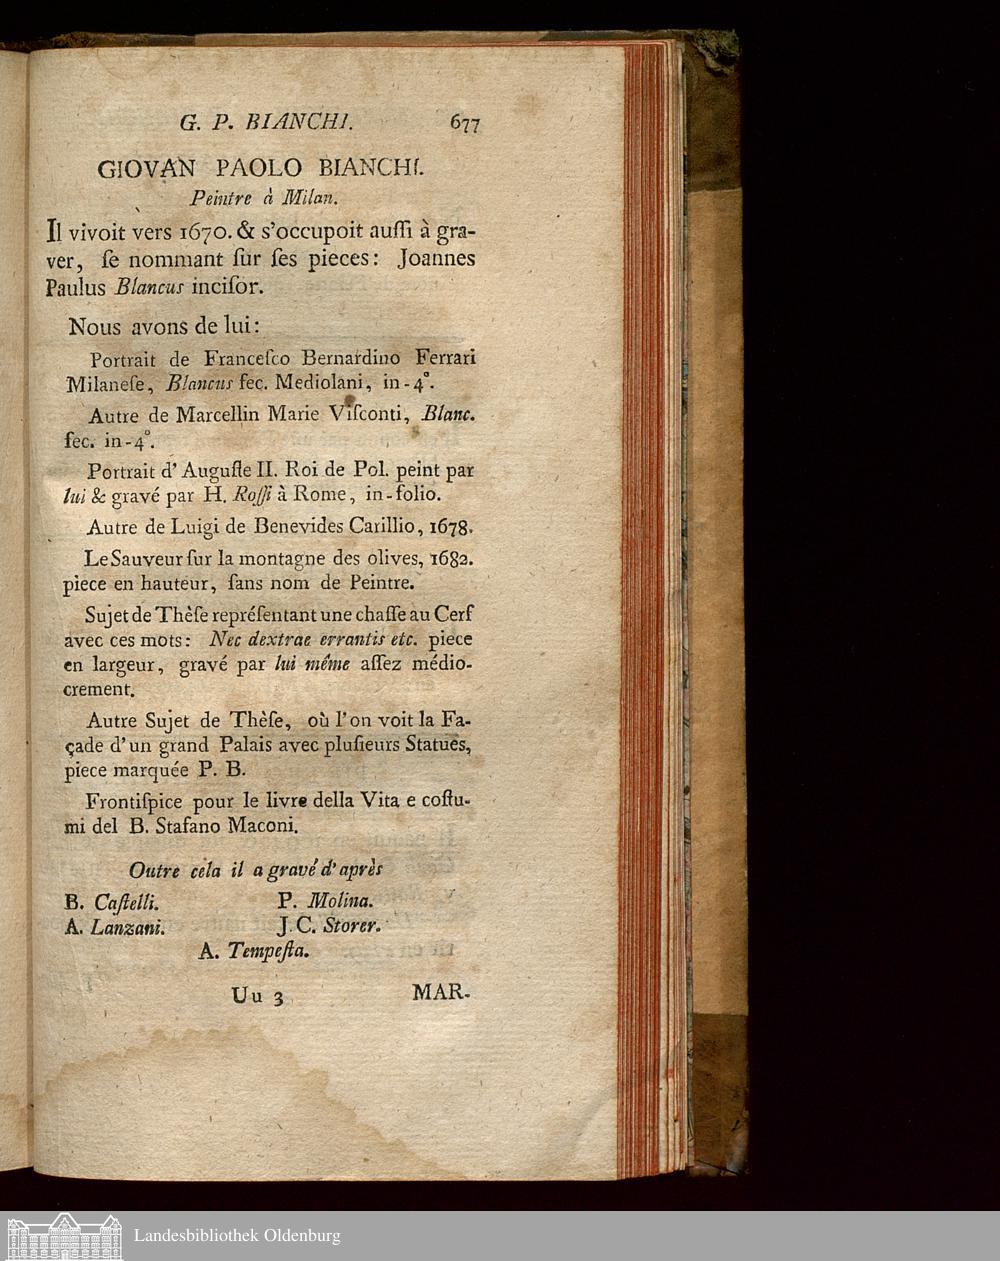 G. P. BIANCHI. 677
GIOVAN PAOLO BIANCHI.
Peintre à Milan.
Il vivoit vers 1670. & s'occupoit auſſi à gra-
ver, ſe nommant ſur ſes pieces: Joannes
Paulus Blancus inciſor.
Nous avons de lui:
Portrait de Franceſco Bernardino Ferrari
Milaneſe, Blancus fec. Mediolani, in-4°.
Autre de Marcellin Marie Viſconti, Blanc.
fec. in-4°.
Portrait d'Auguſte II. Roi de Pol. peint par
lui & gravé par H. Roſſi à Rome, in-folio.
Autre de Luigi de Benevides Carillio, 1678.
Le Sauveur ſur la montagne des olives, 1682.
piece en hauteur, ſans nom de Peintre.
Sujet de Thèſe repréſentant une chaſſe au Cerf
avec ces mots: Nec dextrae errantis etc. piece
en largeur, gravé par lui même aſſez médio-
crement.
Autre Sujet de Thèſe, où l'on voit la Fa-
çade d'un grand Palais avec pluſieurs Statues,
piece marquée P. B.
Frontiſpice pour le livre della Vita e coſtu-
mi del B. Stafano Maconi.
Outre cela il a gravé d'après
B. Caſtelli. P. Molina.
A. Lanzani. J. C. Storer.
A. Tempeſta.
Uu 3 MAR-
Landesbibliothek Oldenburg